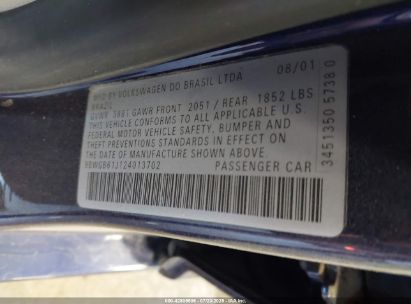 MFD BY VOLKSWAGEN DO BRASIL LTDA 08/01
BRAZIL
GVWR 3881 GAWR FRONT 2051 / REAR 1852 LBS
THIS VEHICLE CONFORMS TO ALL APPLICABLE U.S.
FEDERAL MOTOR VEHICLE SAFETY, BUMPER AND
THEFT PREVENTION STANDARDS IN EFFECT ON THE
DATE OF MANUFACTURE SHOWN ABOVE.
9BWGB61J124013702 PASSENGER CAR
3451350 5738 0